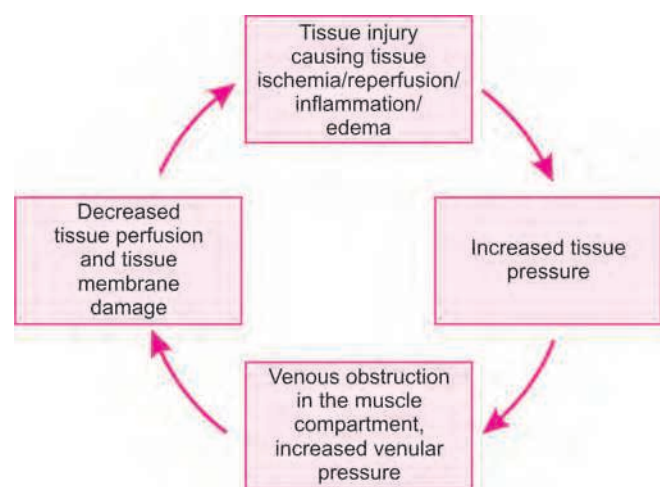 Tissue injury
causing tissue
ischemia/reperfusion/
inflammation/
edema
Increased tissue
pressure
Venous obstruction
in the muscle
compartment,
increased venular
pressure
Decreased
tissue perfusion
and tissue
membrane
damage